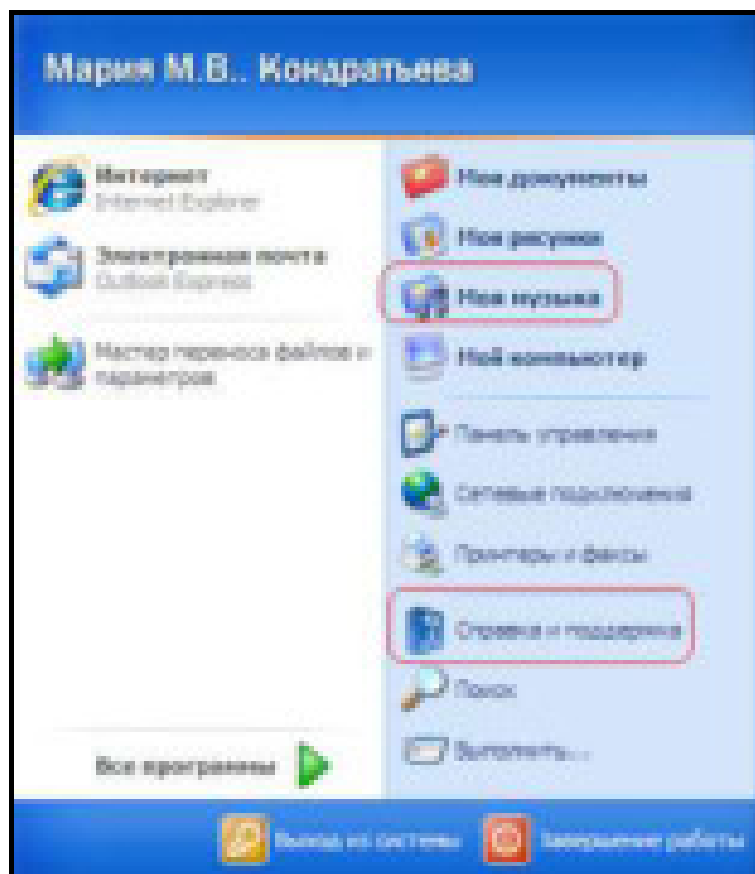 Мария М.В.. Кондратьева
Интернет
Internet Explorer
Электронная почта
Outlook Express
Мастер переноса файлов и
параметров
Все программы
Мои документы
Мои рисунки
Моя музыка
Мой компьютер
Панель управления
Сетевые подключения
Принтеры и факсы
Справка и поддержка
Поиск
Выполнить...
Выход из системы
Завершение работы